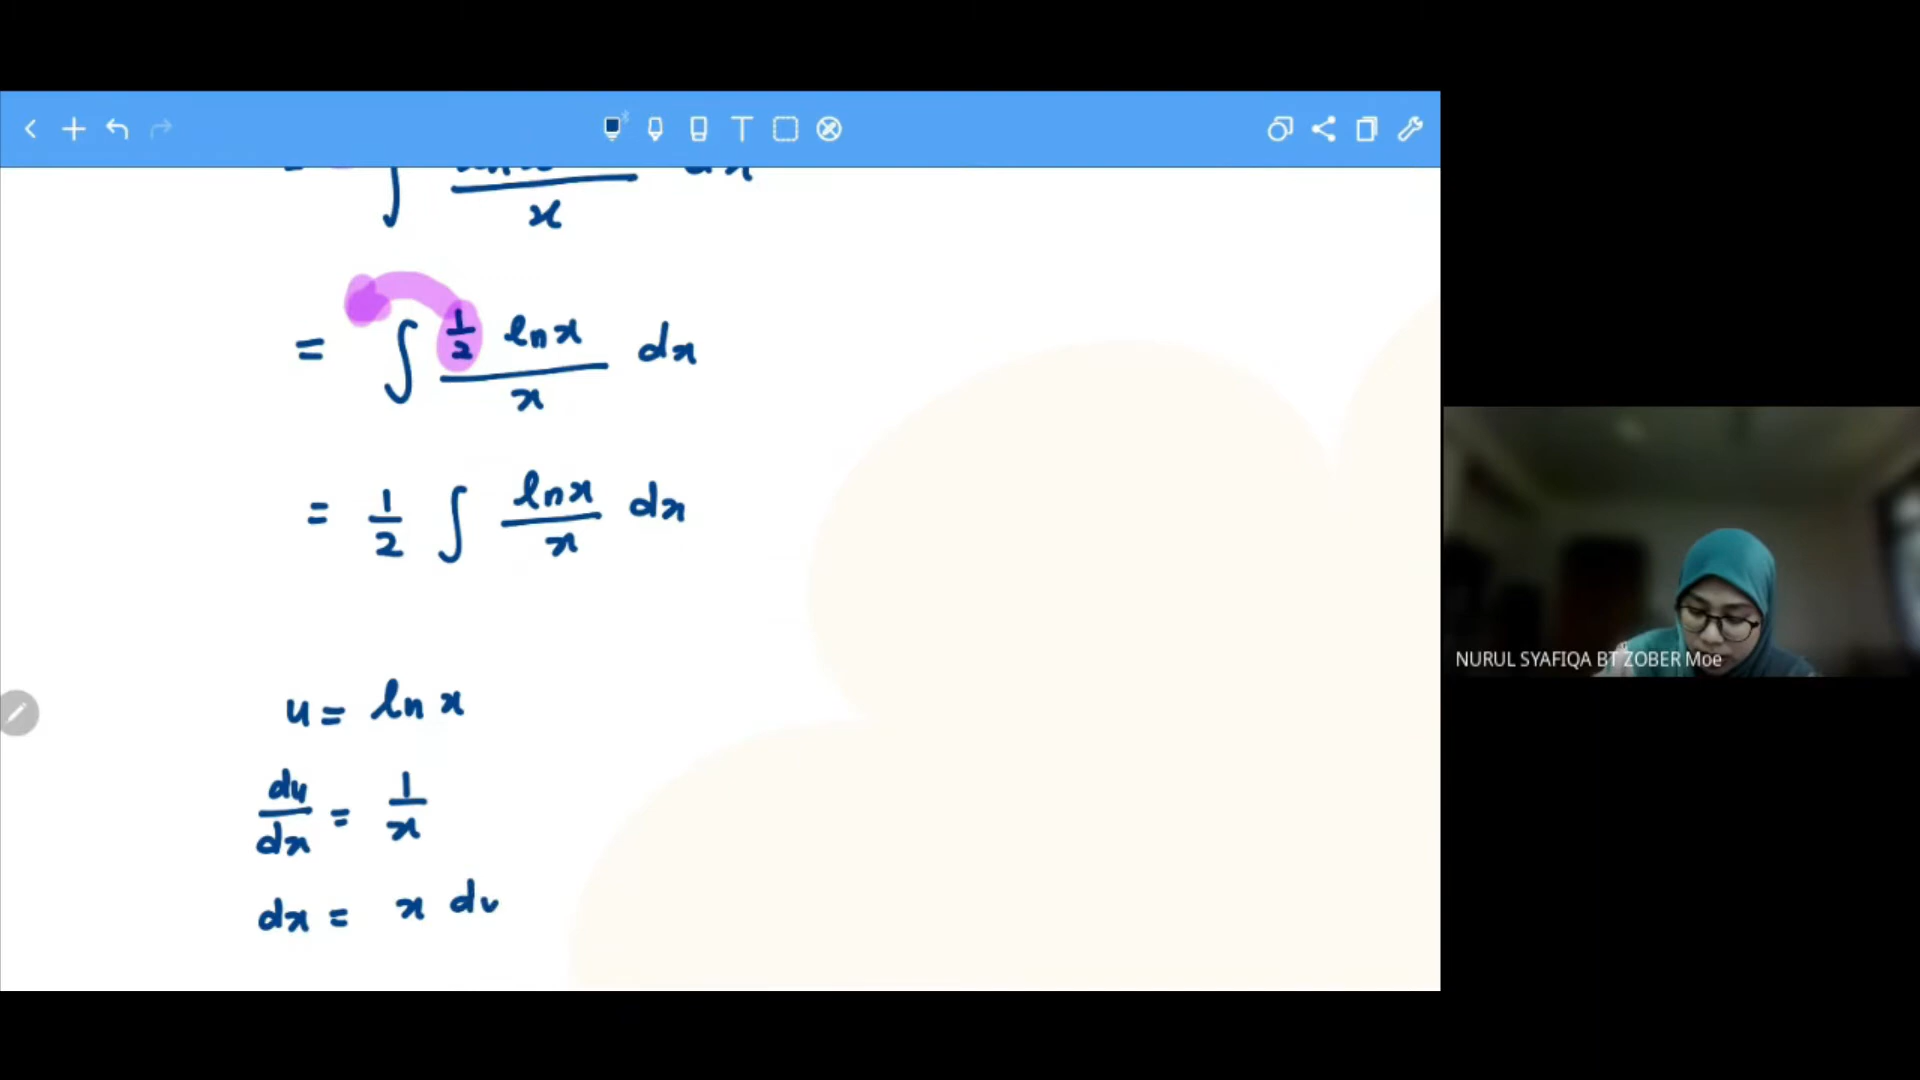 x
= ∫ ½ ln x / x dx
= ½ ∫ ln x / x dx
u = ln x
du/dx = 1/x
dx = x du
NURUL SYAFIQA BT ZOBER Moe